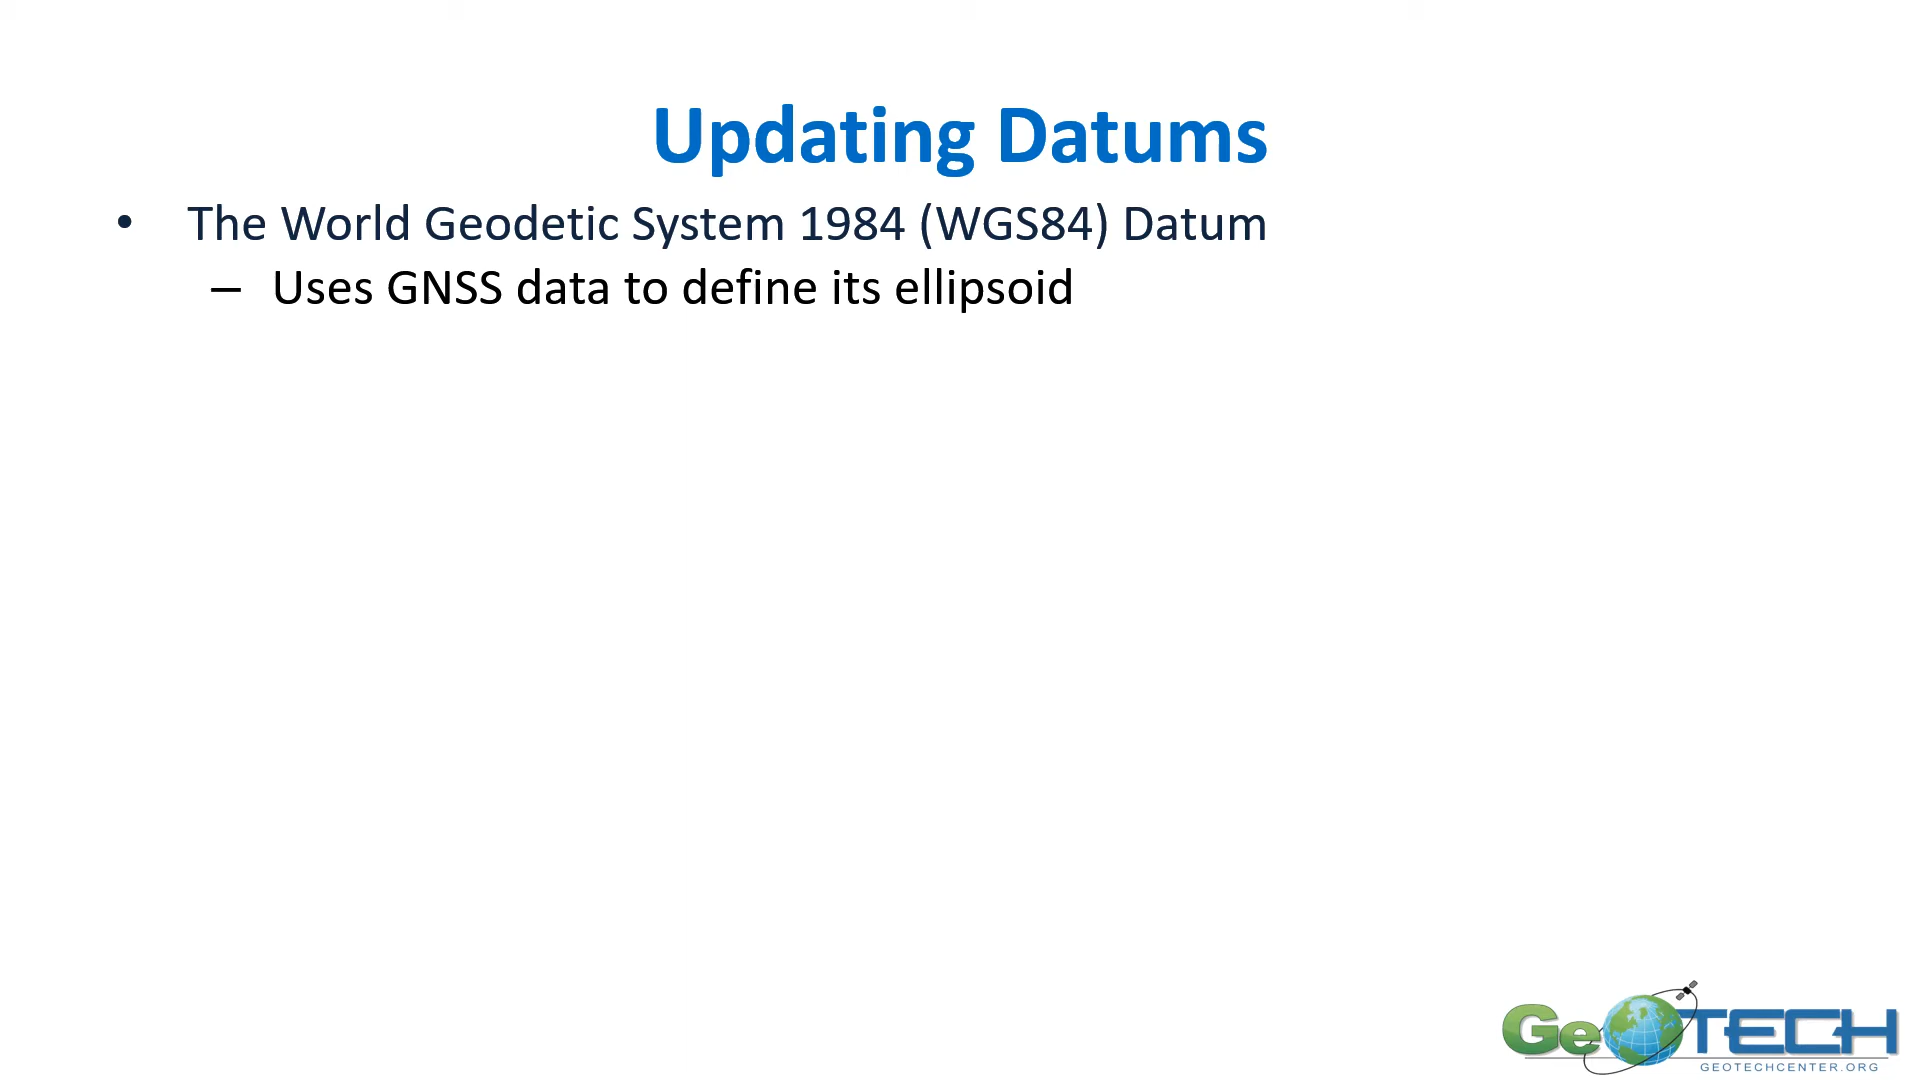 Updating Datums
• The World Geodetic System 1984 (WGS84) Datum
– Uses GNSS data to define its ellipsoid
GeoTECH
GEOTECHCENTER.ORG